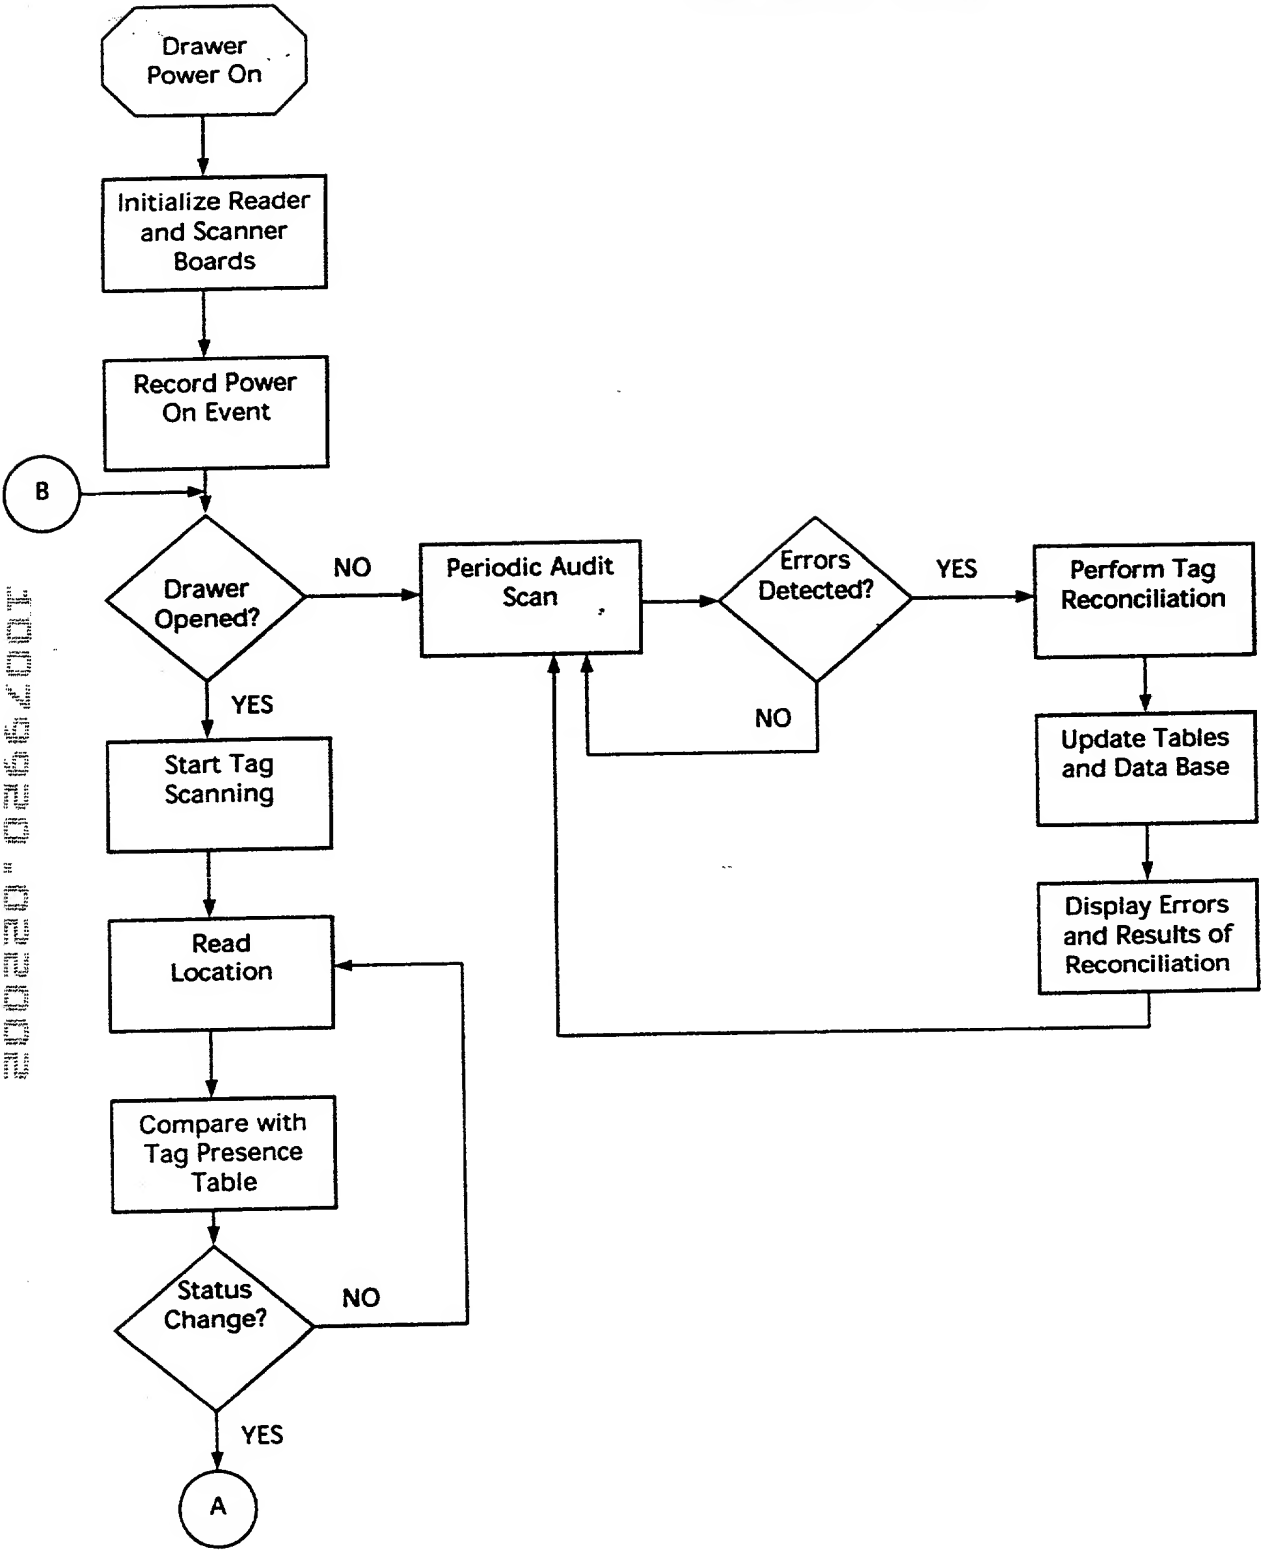 Drawer
Power On
Initialize Reader
and Scanner
Boards
Record Power
On Event
B
Drawer
Opened?
NO
Periodic Audit
Scan
Errors
Detected?
YES
Perform Tag
Reconciliation
YES
NO
Start Tag
Scanning
Update Tables
and Data Base
Read
Location
Display Errors
and Results of
Reconciliation
Compare with
Tag Presence
Table
Status
Change?
NO
YES
A